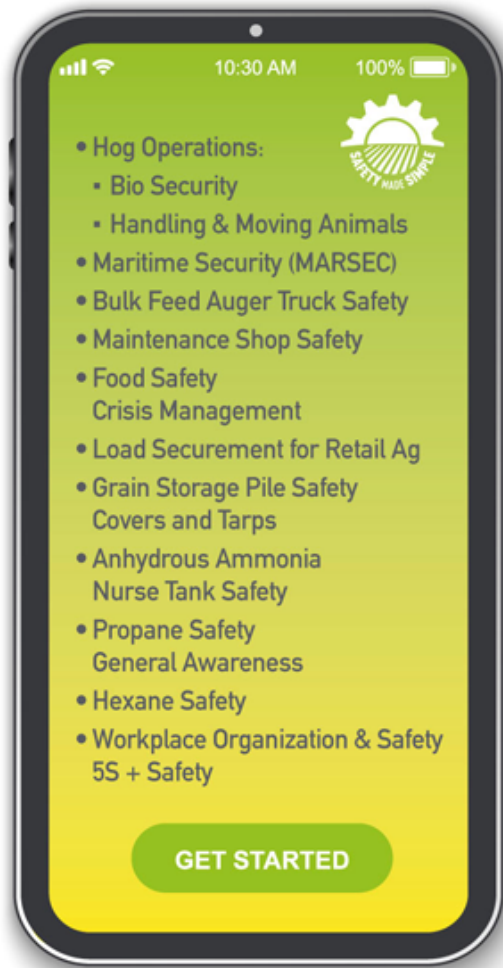 10:30 AM 100%
SAFETY MADE SIMPLE
• Hog Operations:
▪ Bio Security
▪ Handling & Moving Animals
• Maritime Security (MARSEC)
• Bulk Feed Auger Truck Safety
• Maintenance Shop Safety
• Food Safety
Crisis Management
• Load Securement for Retail Ag
• Grain Storage Pile Safety
Covers and Tarps
• Anhydrous Ammonia
Nurse Tank Safety
• Propane Safety
General Awareness
• Hexane Safety
• Workplace Organization & Safety
5S + Safety
GET STARTED